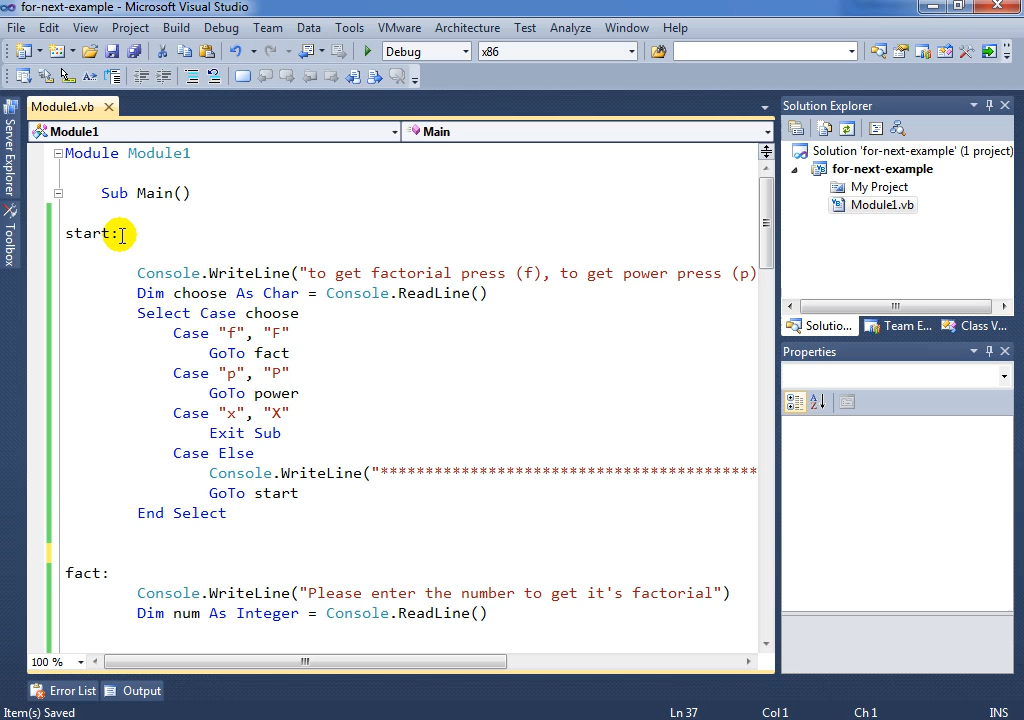 for-next-example - Microsoft Visual Studio
File Edit View Project Build Debug Team Data Tools VMware Architecture Test Analyze Window Help
Debug x86
Server Explorer
Toolbox
Module1.vb
Module1 Main
Module Module1
Sub Main()
start:
Console.WriteLine("to get factorial press (f), to get power press (p)
Dim choose As Char = Console.ReadLine()
Select Case choose
Case "f", "F"
GoTo fact
Case "p", "P"
GoTo power
Case "x", "X"
Exit Sub
Case Else
Console.WriteLine("******************************************
GoTo start
End Select
fact:
Console.WriteLine("Please enter the number to get it's factorial")
Dim num As Integer = Console.ReadLine()
100 %
Solution Explorer
Solution 'for-next-example' (1 project)
for-next-example
My Project
Module1.vb
Solutio... Team E... Class V...
Properties
Error List Output
Item(s) Saved Ln 37 Col 1 Ch 1 INS